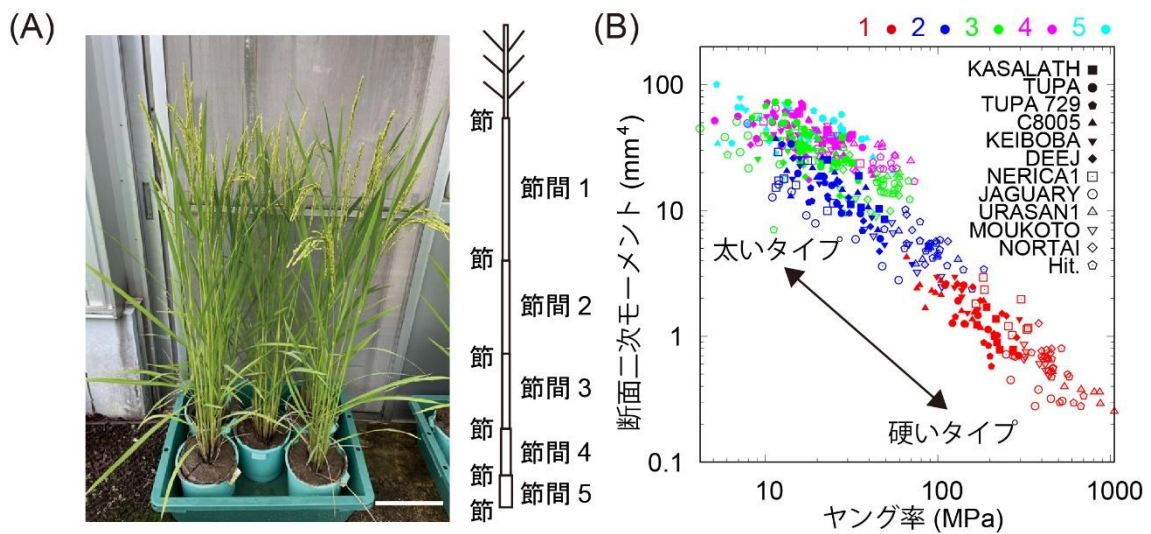 (A)
節
節間 1
節
節間 2
節
節間 3
節
節間 4
節
節間 5
節
(B)
1 2 3 4 5
断面二次モーメント (mm⁴)
100
10
1
0.1
KASALATH
TUPA
TUPA 729
C8005
KEIBOBA
DEEJ
NERICA1
JAGUARY
URASAN1
MOUKOTO
NORTAI
Hit.
太いタイプ
硬いタイプ
10 100 1000
ヤング率 (MPa)